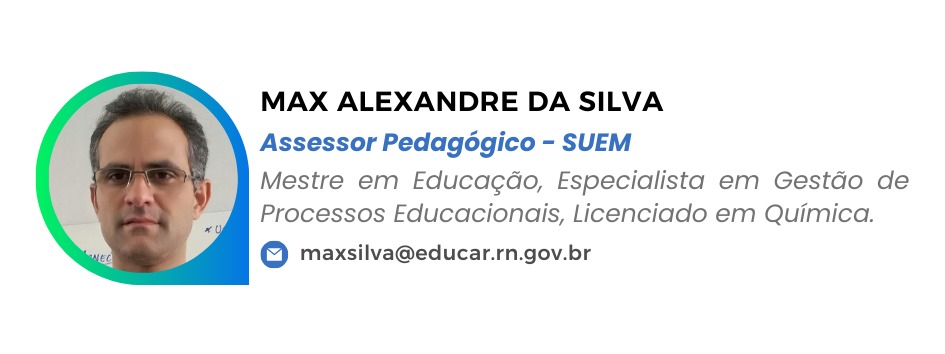 MAX ALEXANDRE DA SILVA
Assessor Pedagógico - SUEM
Mestre em Educação, Especialista em Gestão de
Processos Educacionais, Licenciado em Química.
maxsilva@educar.rn.gov.br